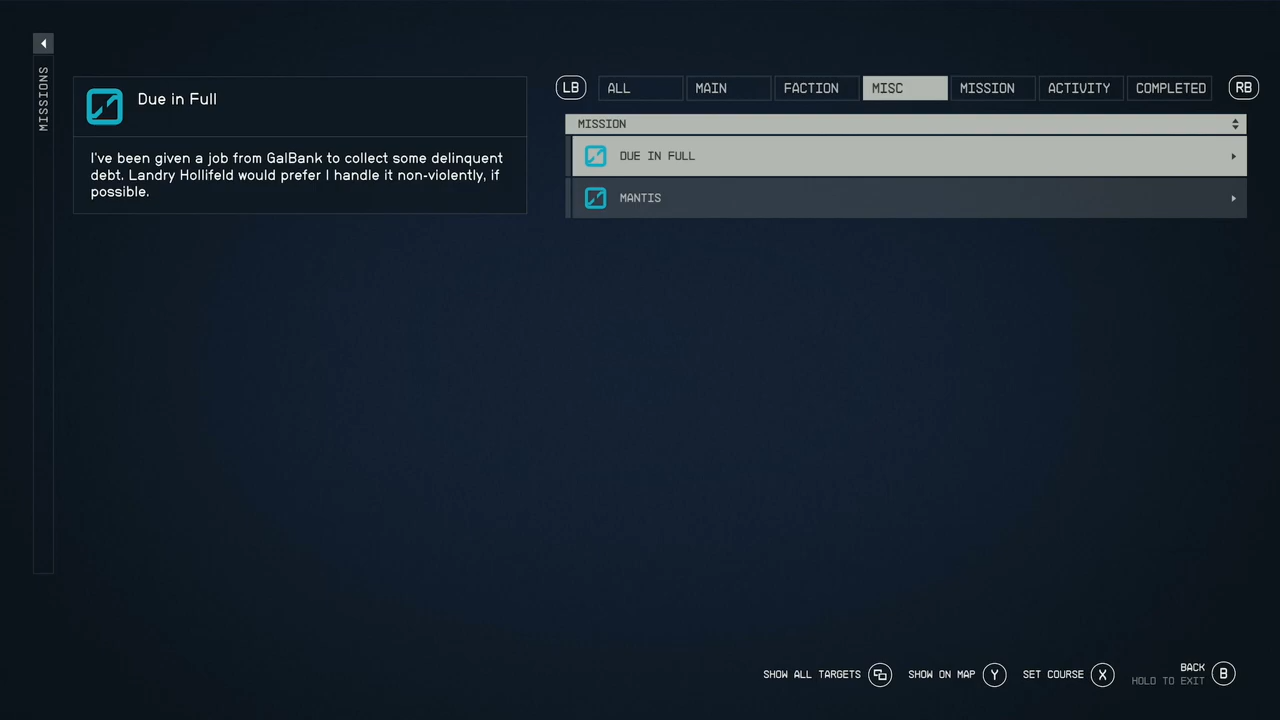 MISSIONS
Due in Full
I've been given a job from GalBank to collect some delinquent
debt. Landry Hollifeld would prefer I handle it non-violently, if
possible.
LB ALL MAIN FACTION MISC MISSION ACTIVITY COMPLETED RB
MISSION
DUE IN FULL
MANTIS
SHOW ALL TARGETS SHOW ON MAP Y SET COURSE X BACK B
HOLD TO EXIT